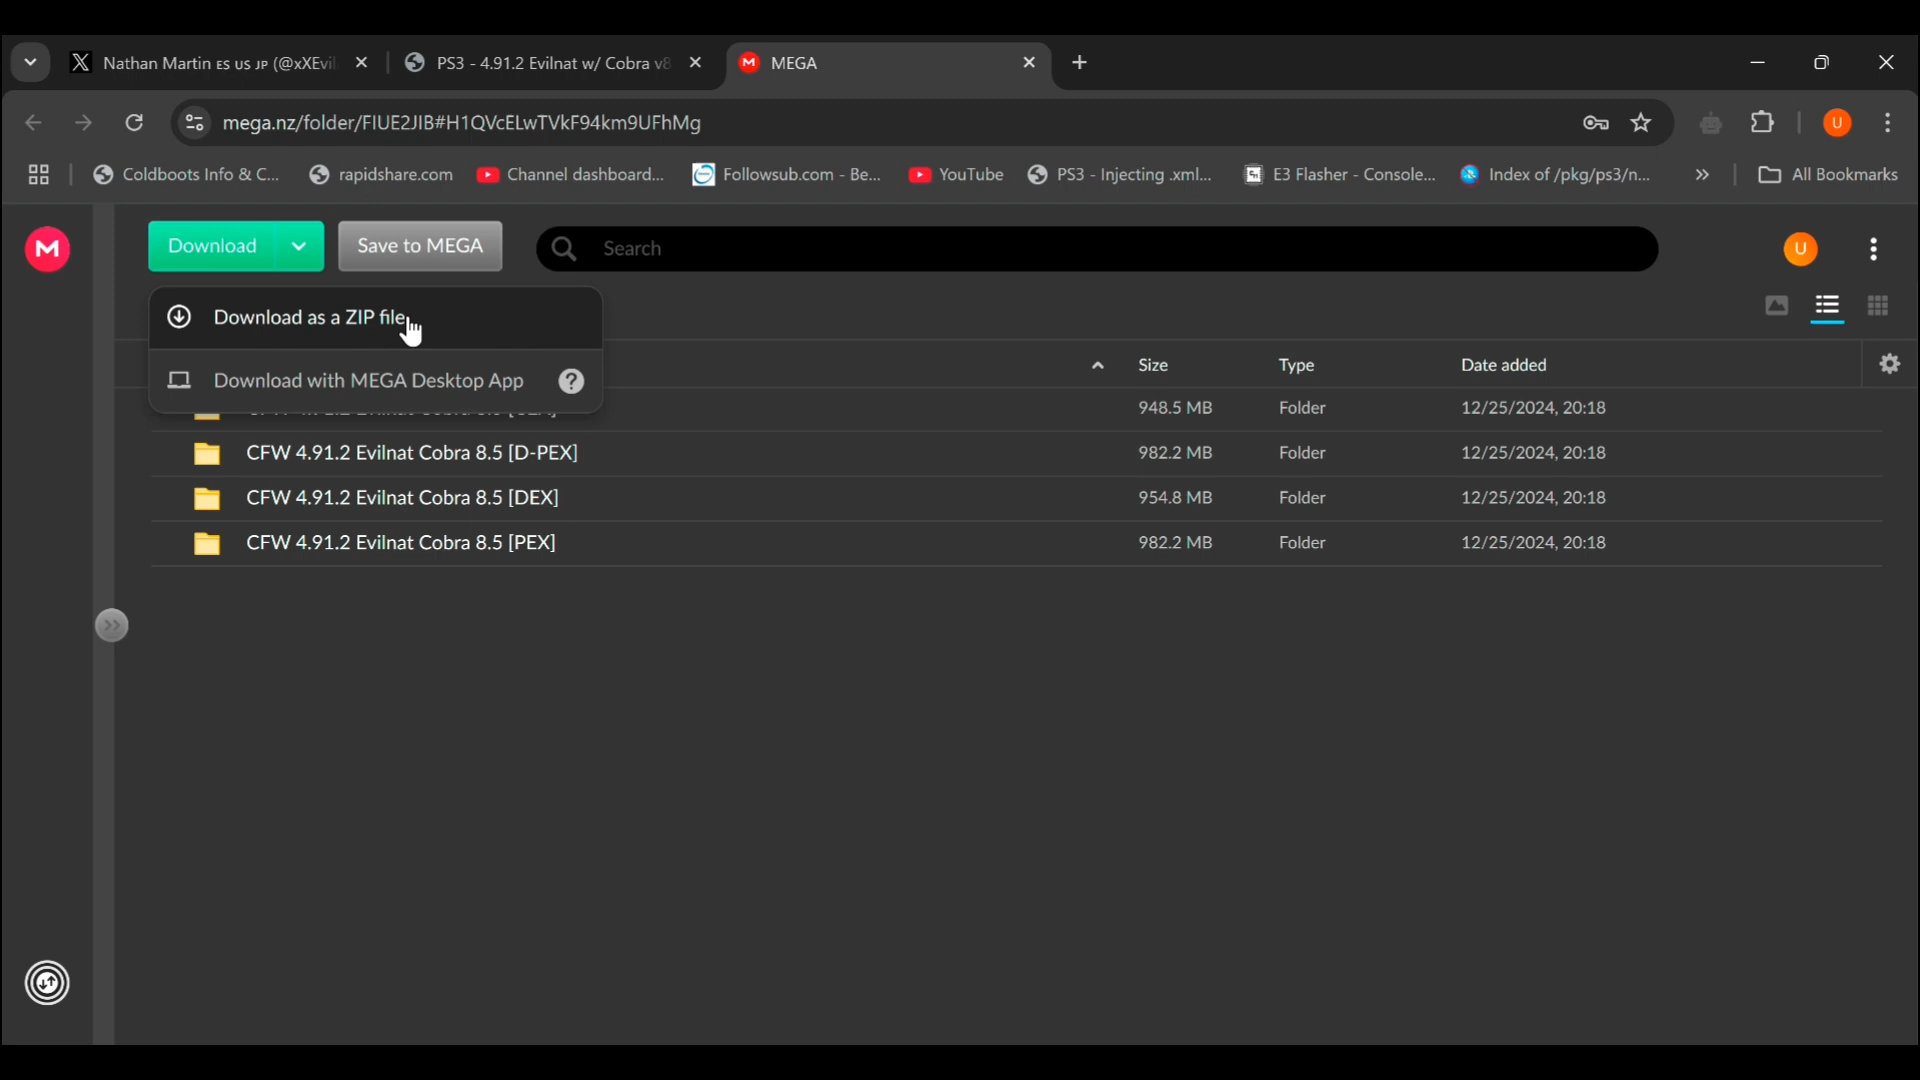 Nathan Martin ES US JP (@xXEvil
PS3 - 4.91.2 Evilnat w/ Cobra v8
MEGA
mega.nz/folder/FIUE2JIB#H1QVcELwTVkF94km9UFhMg
U
Coldboots Info & C...
rapidshare.com
Channel dashboard...
Followsub.com - Be...
YouTube
PS3 - Injecting .xml...
E3 Flasher - Console...
Index of /pkg/ps3/n...
All Bookmarks
M
Download
Save to MEGA
Search
U
Download as a ZIP file
Download with MEGA Desktop App
?
Size
Type
Date added
948.5 MB
Folder
12/25/2024, 20:18
CFW 4.91.2 Evilnat Cobra 8.5 [D-PEX]
982.2 MB
Folder
12/25/2024, 20:18
CFW 4.91.2 Evilnat Cobra 8.5 [DEX]
954.8 MB
Folder
12/25/2024, 20:18
CFW 4.91.2 Evilnat Cobra 8.5 [PEX]
982.2 MB
Folder
12/25/2024, 20:18